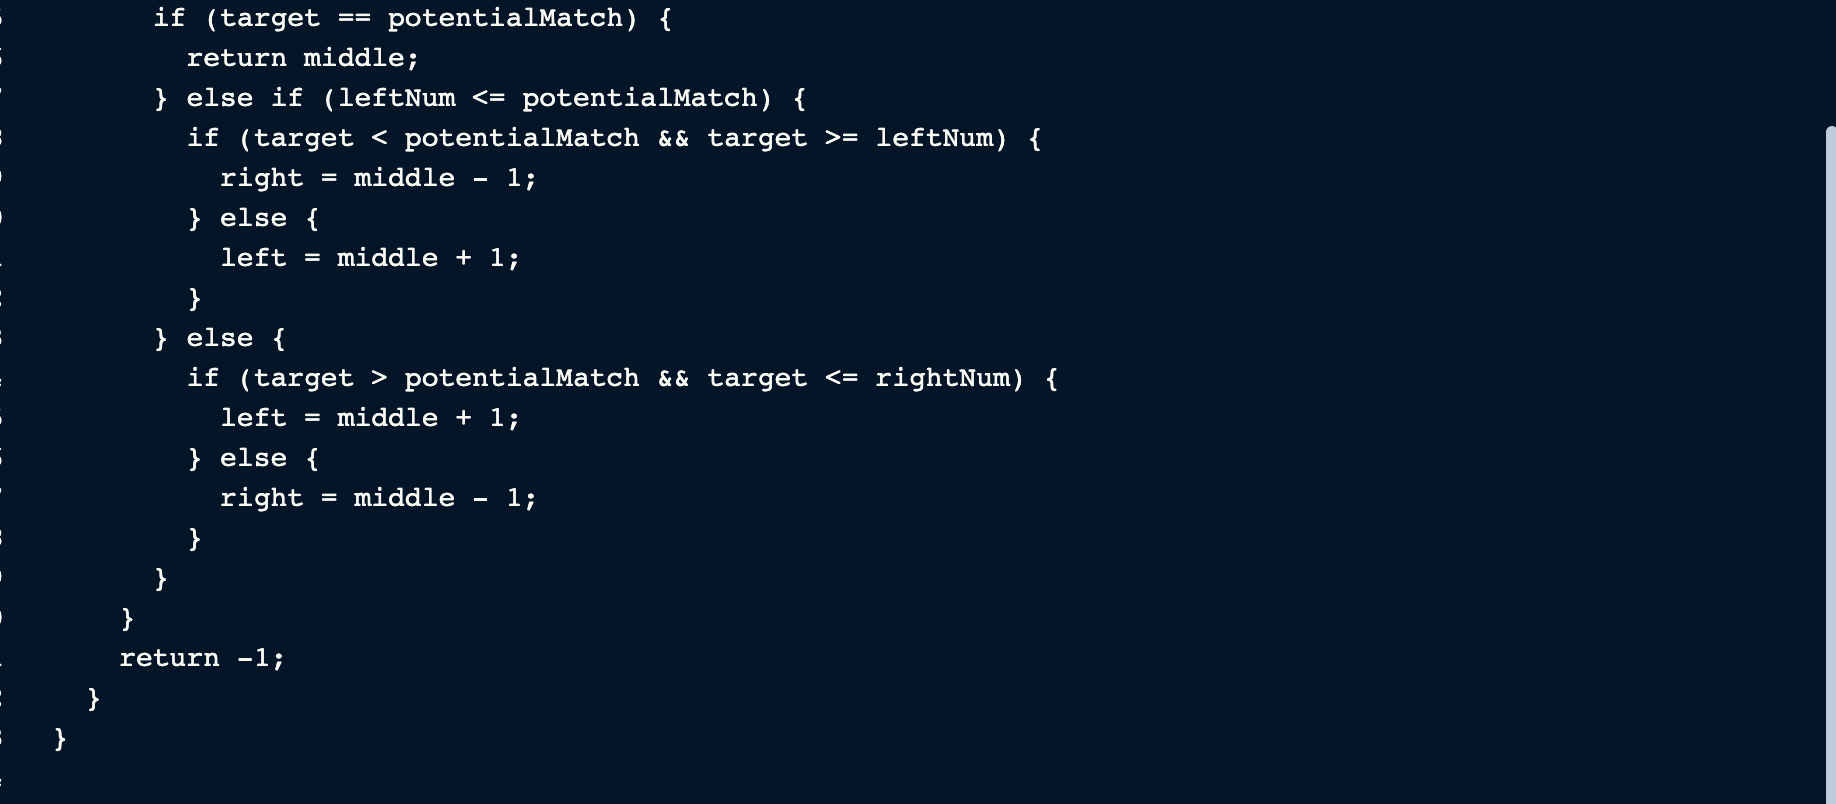 if (target == potentialMatch) {
return middle;
} else if (leftNum <= potentialMatch) {
if (target < potentialMatch && target >= leftNum) {
right = middle - 1;
} else {
left = middle + 1;
}
} else {
if (target > potentialMatch && target <= rightNum) {
left = middle + 1;
} else {
right = middle - 1;
}
}
}
return -1;
}
}